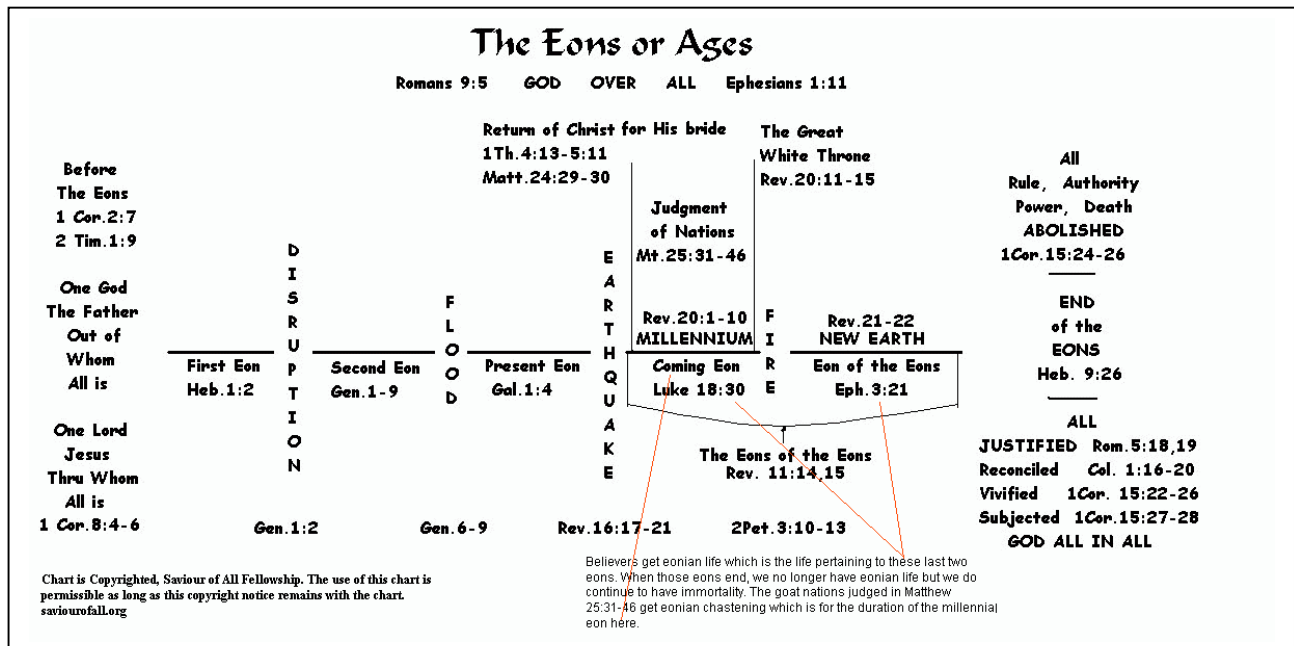 The Eons or Ages
Romans 9:5 GOD OVER ALL Ephesians 1:11
Before
The Eons
1 Cor.2:7
2 Tim.1:9
One God
The Father
Out of
Whom
All is
One Lord
Jesus
Thru Whom
All is
1 Cor.8:4-6
First Eon
Heb.1:2
DISRUPTION
Gen.1:2
Second Eon
Gen.1-9
FLOOD
Gen.6-9
Present Eon
Gal.1:4
EARTHQUAKE
Rev.16:17-21
Return of Christ for His bride
1Th.4:13-5:11
Matt.24:29-30
Judgment
of Nations
Mt.25:31-46
Rev.20:1-10
MILLENNIUM
Coming Eon
Luke 18:30
The Great
White Throne
Rev.20:11-15
FIRE
2Pet.3:10-13
Rev.21-22
NEW EARTH
Eon of the Eons
Eph.3:21
The Eons of the Eons
Rev. 11:14,15
All
Rule, Authority
Power, Death
ABOLISHED
1Cor.15:24-26
END
of the
EONS
Heb. 9:26
ALL
JUSTIFIED Rom.5:18,19
Reconciled Col. 1:16-20
Vivified 1Cor. 15:22-26
Subjected 1Cor.15:27-28
GOD ALL IN ALL
Believers get eonian life which is the life pertaining to these last two
eons. When those eons end, we no longer have eonian life but we do
continue to have immortality. The goat nations judged in Matthew
25:31-46 get eonian chastening which is for the duration of the millennial
eon here.
Chart is Copyrighted, Saviour of All Fellowship. The use of this chart is
permissible as long as this copyright notice remains with the chart.
saviourofall.org